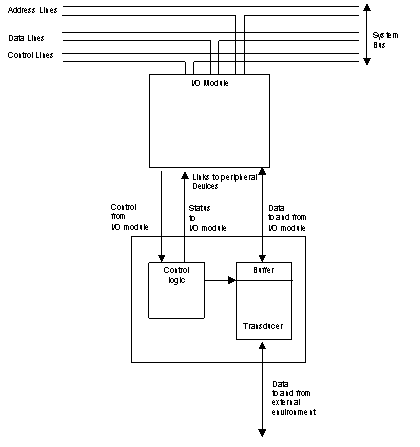 Address Lines
Data Lines
Control Lines
System
Bus
I/O Module
Links to peripheral
Devices
Control
from
I/O module
Status
to
I/O module
Data
to and from
I/O module
Control
logic
Buffer
Transducer
Data
to and from
external
environment